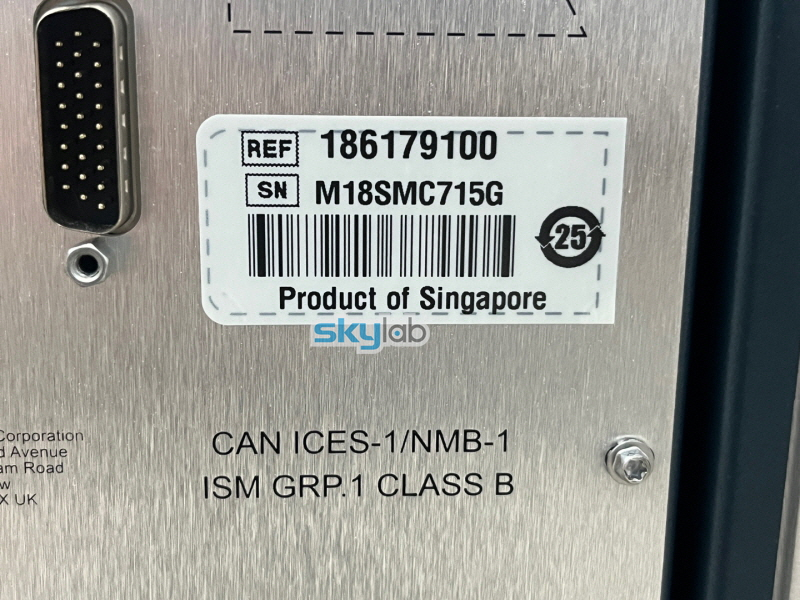 REF 186179100
SN M18SMC715G
25
Product of Singapore
skylab
Corporation
Avenue
Road
X UK
CAN ICES-1/NMB-1
ISM GRP.1 CLASS B